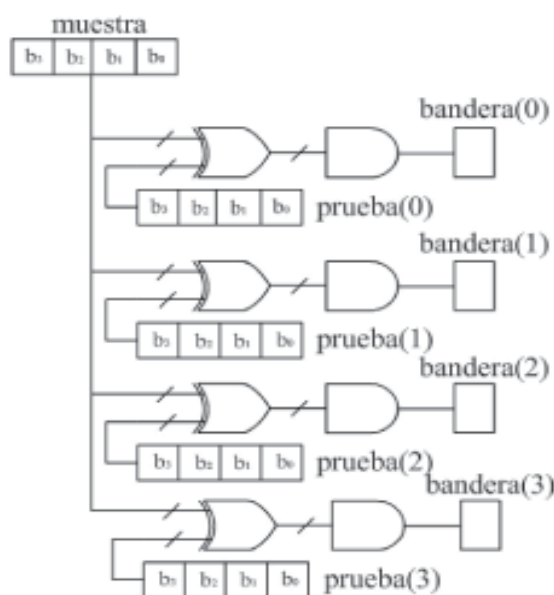 muestra
b₃ b₂ b₁ b₀
bandera(0)
b₃ b₂ b₁ b₀ prueba(0)
bandera(1)
b₃ b₂ b₁ b₀ prueba(1)
bandera(2)
b₃ b₂ b₁ b₀ prueba(2)
bandera(3)
b₃ b₂ b₁ b₀ prueba(3)